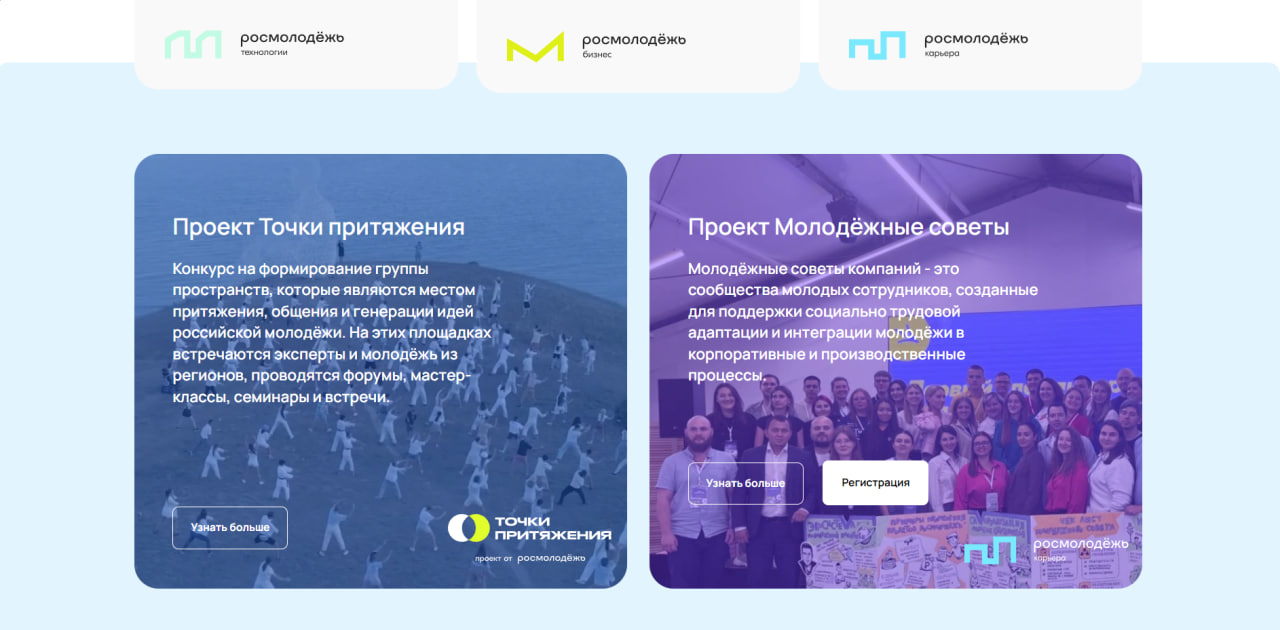 росмолодёжь
технологии
росмолодёжь
бизнес
росмолодёжь
карьера
Проект Точки притяжения
Конкурс на формирование группы
пространств, которые являются местом
притяжения, общения и генерации идей
российской молодёжи. На этих площадках
встречаются эксперты и молодёжь из
регионов, проводятся форумы, мастер-
классы, семинары и встречи.
Узнать больше
ТОЧКИ
ПРИТЯЖЕНИЯ
проект от росмолодёжь
Проект Молодёжные советы
Молодёжные советы компаний - это
сообщества молодых сотрудников, созданные
для поддержки социально трудовой
адаптации и интеграции молодёжи в
корпоративные и производственные
процессы.
Узнать больше
Регистрация
росмолодёжь
карьера